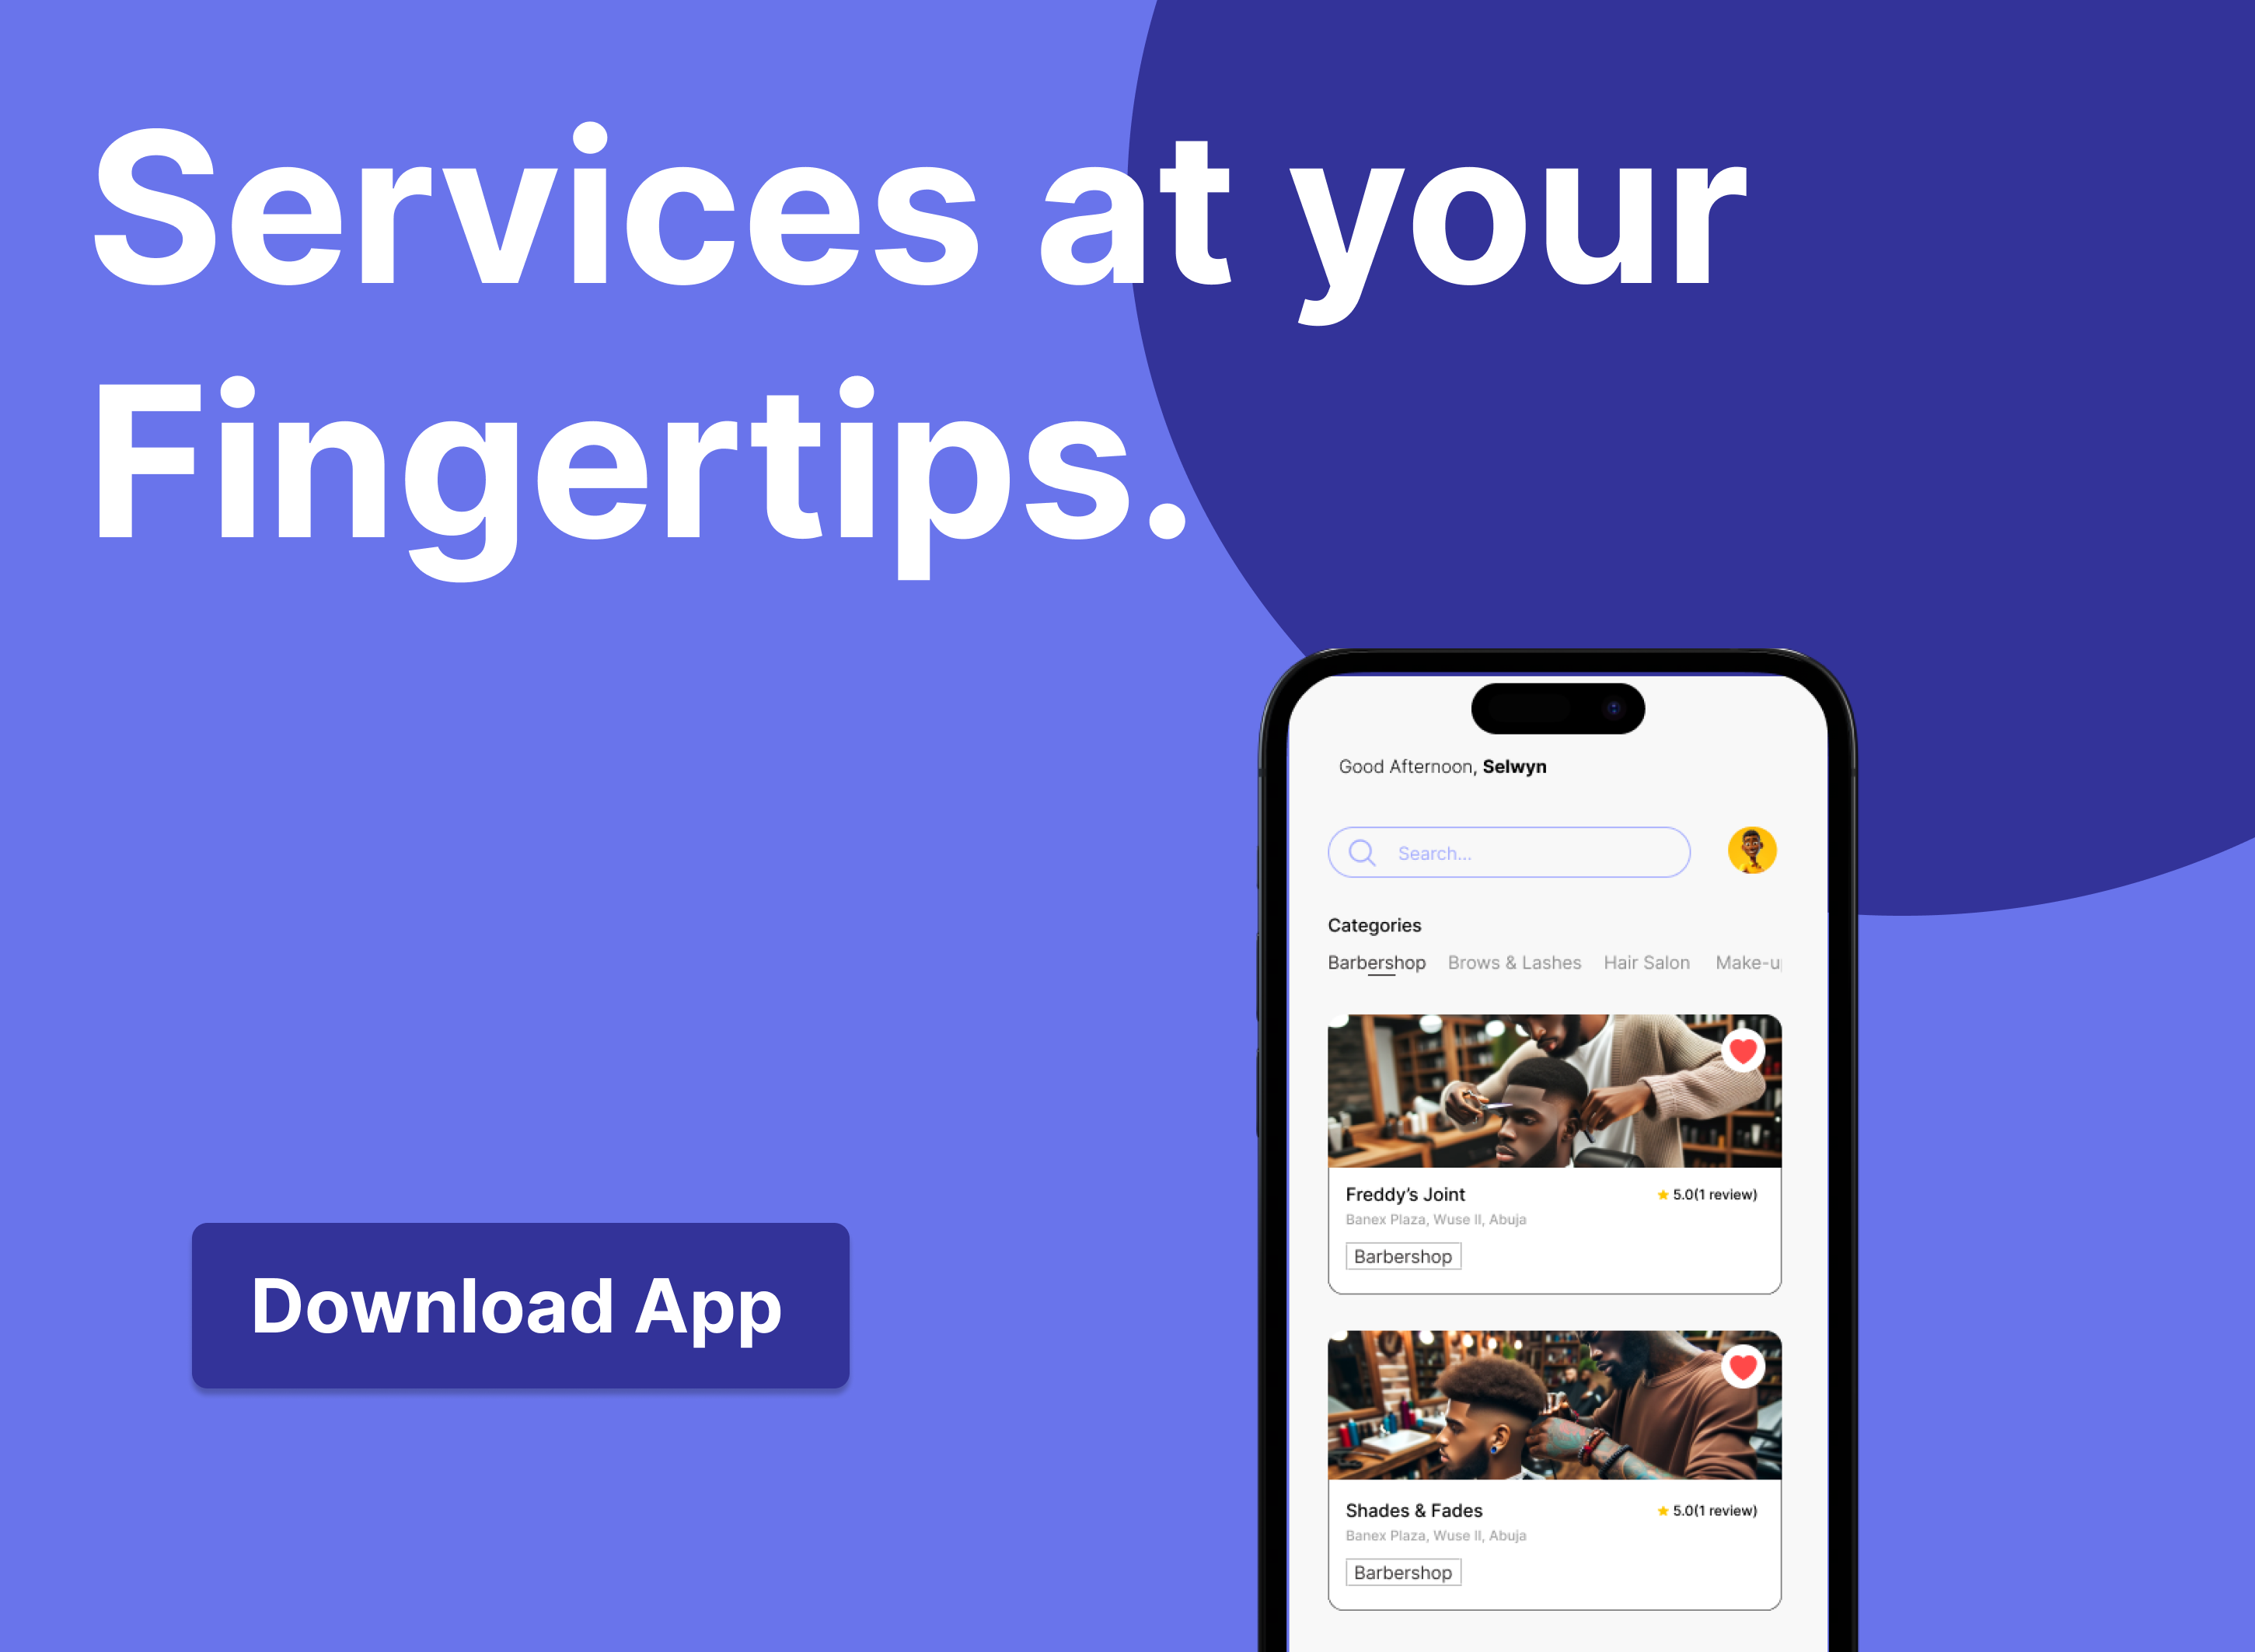 Services at your
Fingertips.
Good Afternoon, Selwyn
Search...
Categories
Barbershop Brows & Lashes Hair Salon Make-u
Freddy's Joint 5.0(1 review)
Banex Plaza, Wuse II, Abuja
Barbershop
Download App
Shades & Fades 5.0(1 review)
Banex Plaza, Wuse II, Abuja
Barbershop